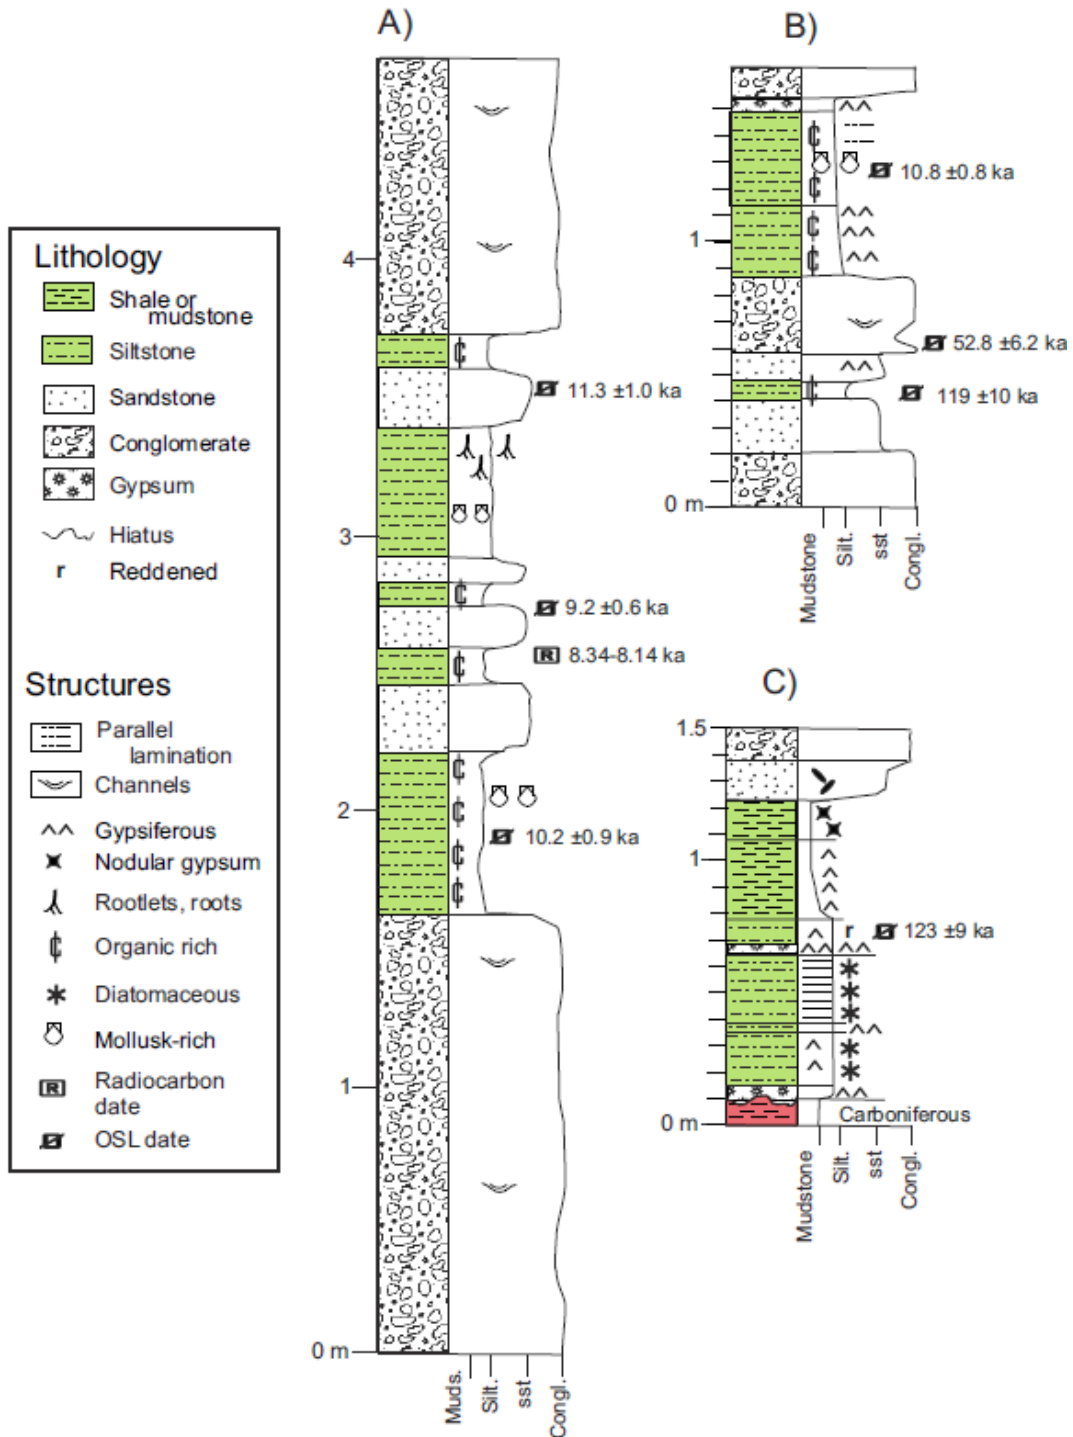 A)
4
11.3 ±1.0 ka
3
9.2 ±0.6 ka
R 8.34-8.14 ka
2
10.2 ±0.9 ka
1
0 m
Muds.
Silt.
sst
Congl.
B)
10.8 ±0.8 ka
1
52.8 ±6.2 ka
119 ±10 ka
0 m
Mudstone
Silt.
sst
Congl.
C)
1.5
1
r 123 ±9 ka
Carboniferous
0 m
Mudstone
Silt.
sst
Congl.
Lithology
Shale or
mudstone
Siltstone
Sandstone
Conglomerate
Gypsum
Hiatus
r Reddened
Structures
Parallel
lamination
Channels
Gypsiferous
Nodular gypsum
Rootlets, roots
Organic rich
Diatomaceous
Mollusk-rich
R Radiocarbon
date
OSL date